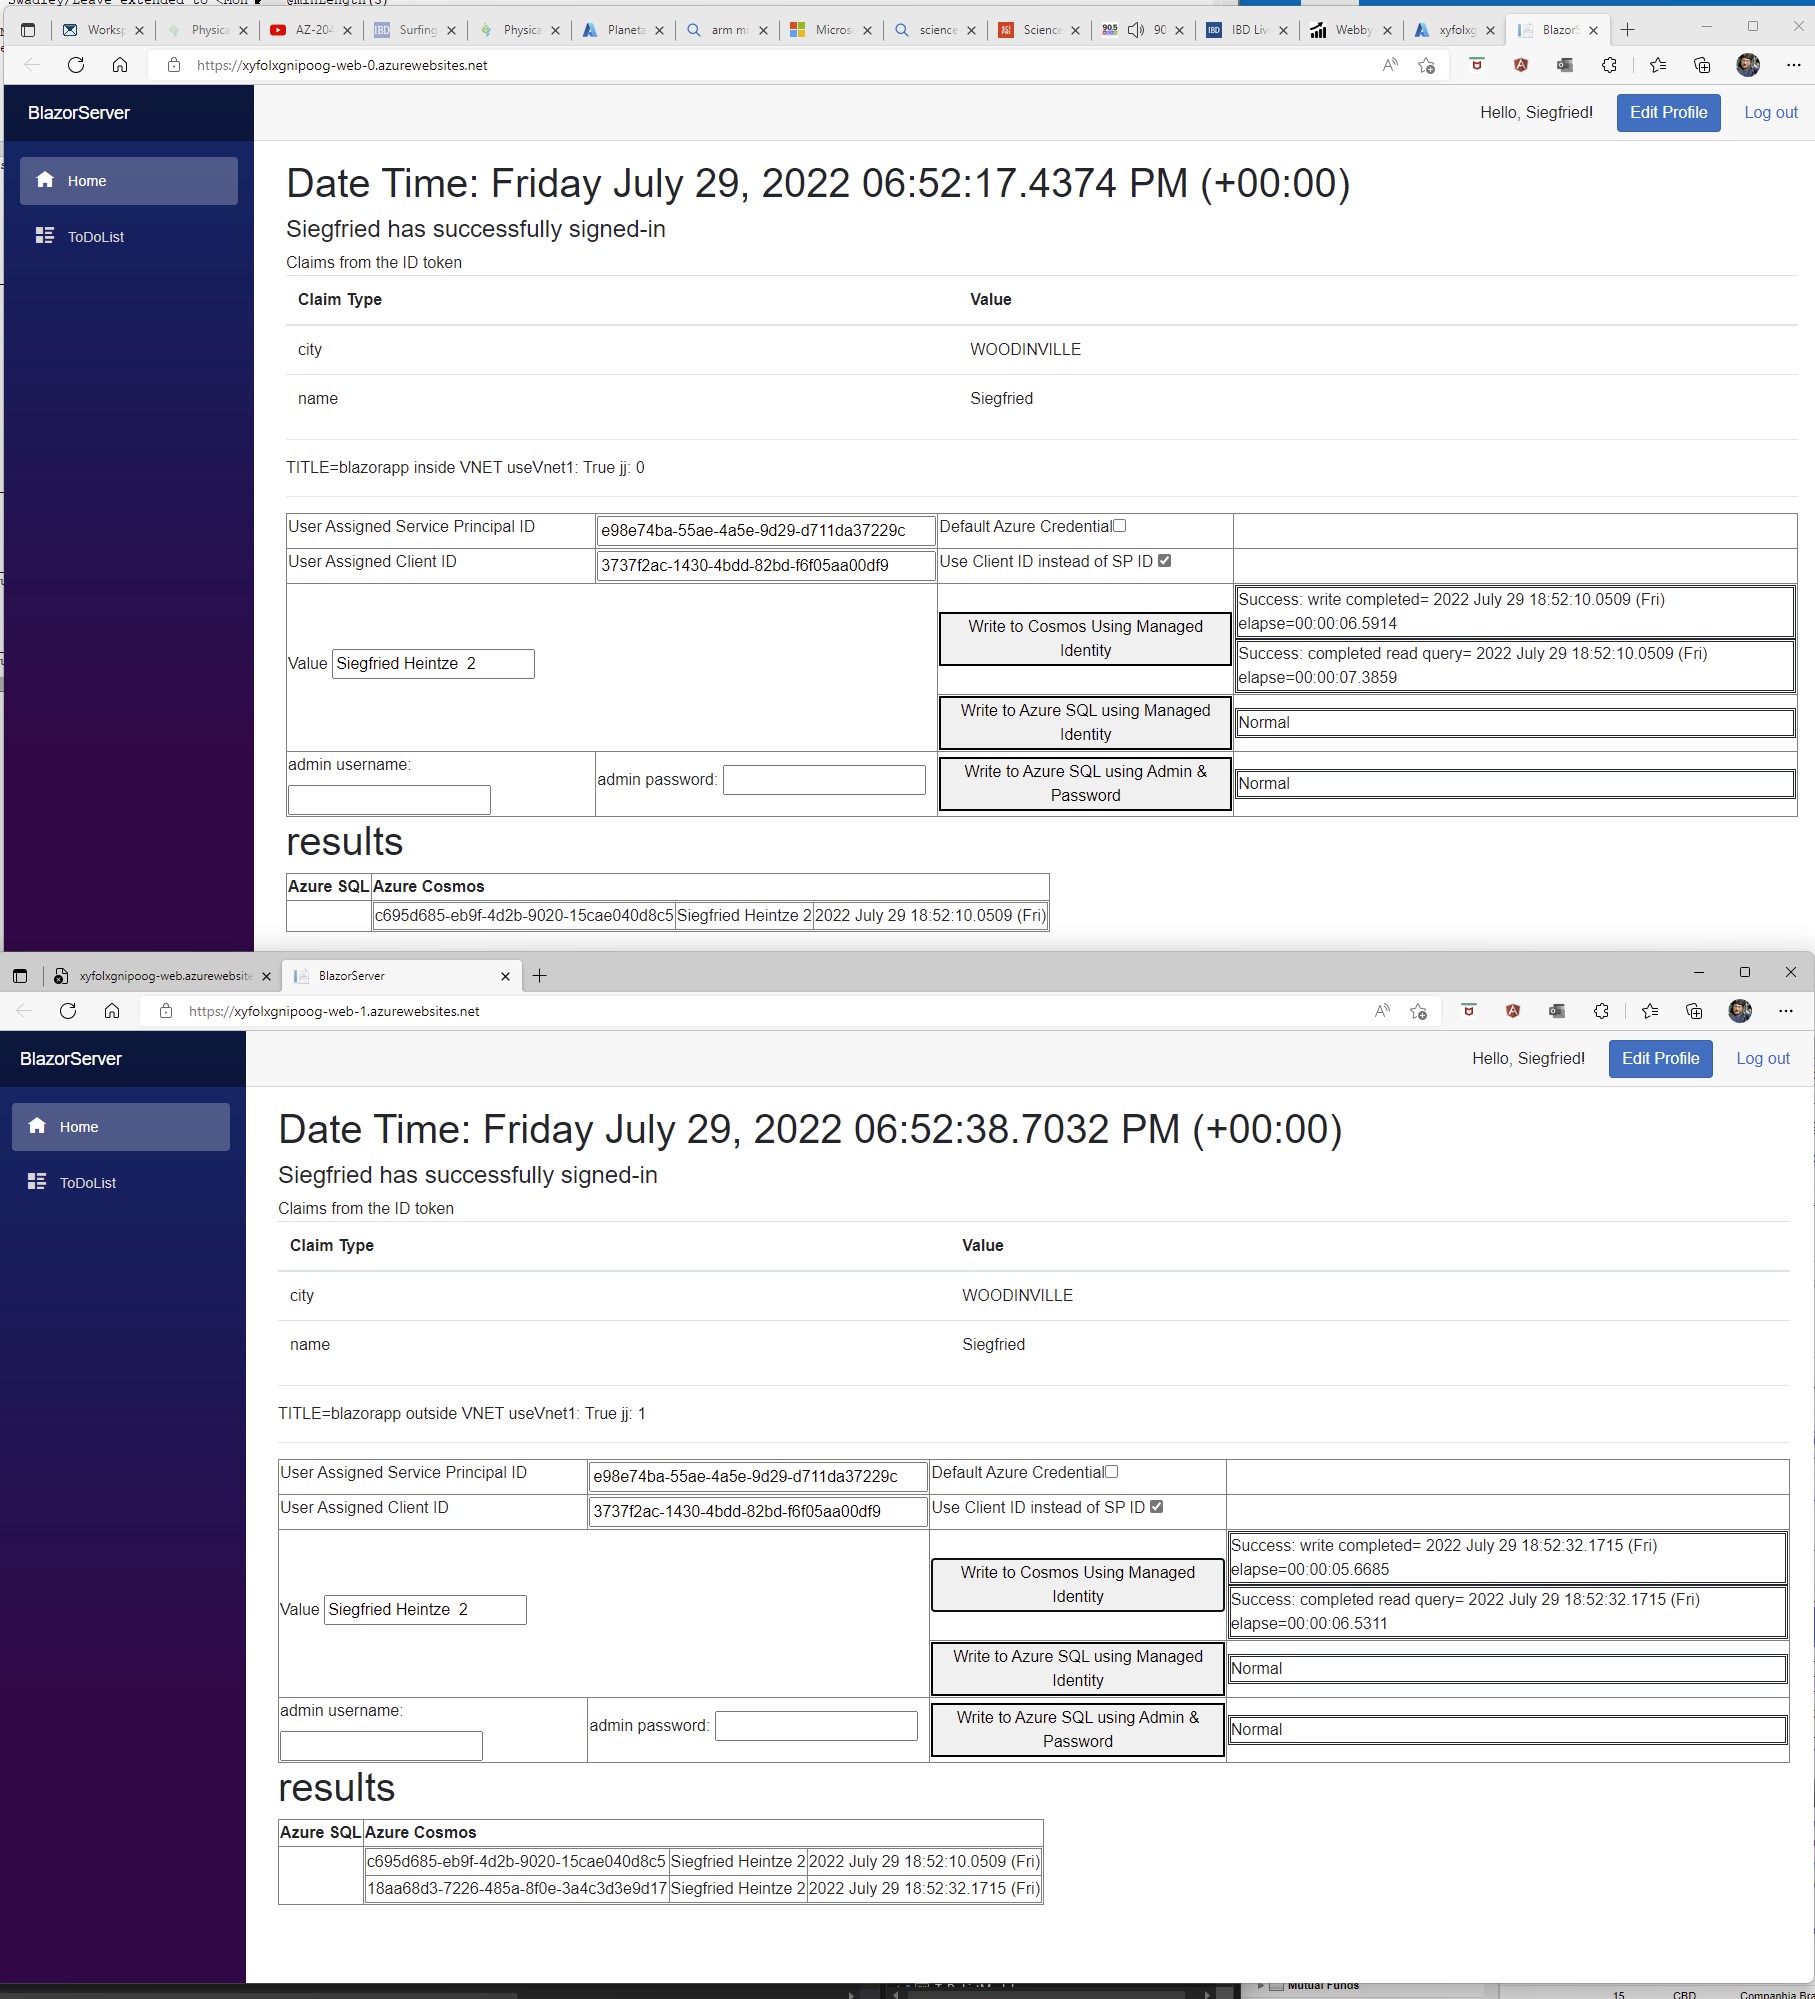 Swadley/Leave extended to <Mon
@MinLength(3)
Works
Physica
AZ-204
Surfing
Physica
Planeta
arm mi
Micros
science
Science
90
IBD Liv
Webby
xyfolxg
BlazorS
https://xyfolxgnipoog-web-0.azurewebsites.net
BlazorServer
Hello, Siegfried!
Edit Profile
Log out
Home
ToDoList
Date Time: Friday July 29, 2022 06:52:17.4374 PM (+00:00)
Siegfried has successfully signed-in
Claims from the ID token
Claim Type Value
city WOODINVILLE
name Siegfried
TITLE=blazorapp inside VNET useVnet1: True jj: 0
User Assigned Service Principal ID e98e74ba-55ae-4a5e-9d29-d711da37229c Default Azure Credential
User Assigned Client ID 3737f2ac-1430-4bdd-82bd-f6f05aa00df9 Use Client ID instead of SP ID
Value Siegfried Heintze 2
Write to Cosmos Using Managed
Identity
Success: write completed= 2022 July 29 18:52:10.0509 (Fri)
elapse=00:00:06.5914
Success: completed read query= 2022 July 29 18:52:10.0509 (Fri)
elapse=00:00:07.3859
Write to Azure SQL using Managed
Identity
Normal
admin username:
admin password:
Write to Azure SQL using Admin &
Password
Normal
results
Azure SQL Azure Cosmos
c695d685-eb9f-4d2b-9020-15cae040d8c5 Siegfried Heintze 2 2022 July 29 18:52:10.0509 (Fri)
xyfolxgnipoog-web.azurewebsite
BlazorServer
https://xyfolxgnipoog-web-1.azurewebsites.net
BlazorServer
Hello, Siegfried!
Edit Profile
Log out
Home
ToDoList
Date Time: Friday July 29, 2022 06:52:38.7032 PM (+00:00)
Siegfried has successfully signed-in
Claims from the ID token
Claim Type Value
city WOODINVILLE
name Siegfried
TITLE=blazorapp outside VNET useVnet1: True jj: 1
User Assigned Service Principal ID e98e74ba-55ae-4a5e-9d29-d711da37229c Default Azure Credential
User Assigned Client ID 3737f2ac-1430-4bdd-82bd-f6f05aa00df9 Use Client ID instead of SP ID
Value Siegfried Heintze 2
Write to Cosmos Using Managed
Identity
Success: write completed= 2022 July 29 18:52:32.1715 (Fri)
elapse=00:00:05.6685
Success: completed read query= 2022 July 29 18:52:32.1715 (Fri)
elapse=00:00:06.5311
Write to Azure SQL using Managed
Identity
Normal
admin username:
admin password:
Write to Azure SQL using Admin &
Password
Normal
results
Azure SQL Azure Cosmos
c695d685-eb9f-4d2b-9020-15cae040d8c5 Siegfried Heintze 2 2022 July 29 18:52:10.0509 (Fri)
18aa68d3-7226-485a-8f0e-3a4c3d3e9d17 Siegfried Heintze 2 2022 July 29 18:52:32.1715 (Fri)
Mutual Funds
15 CBD Companhia Bra